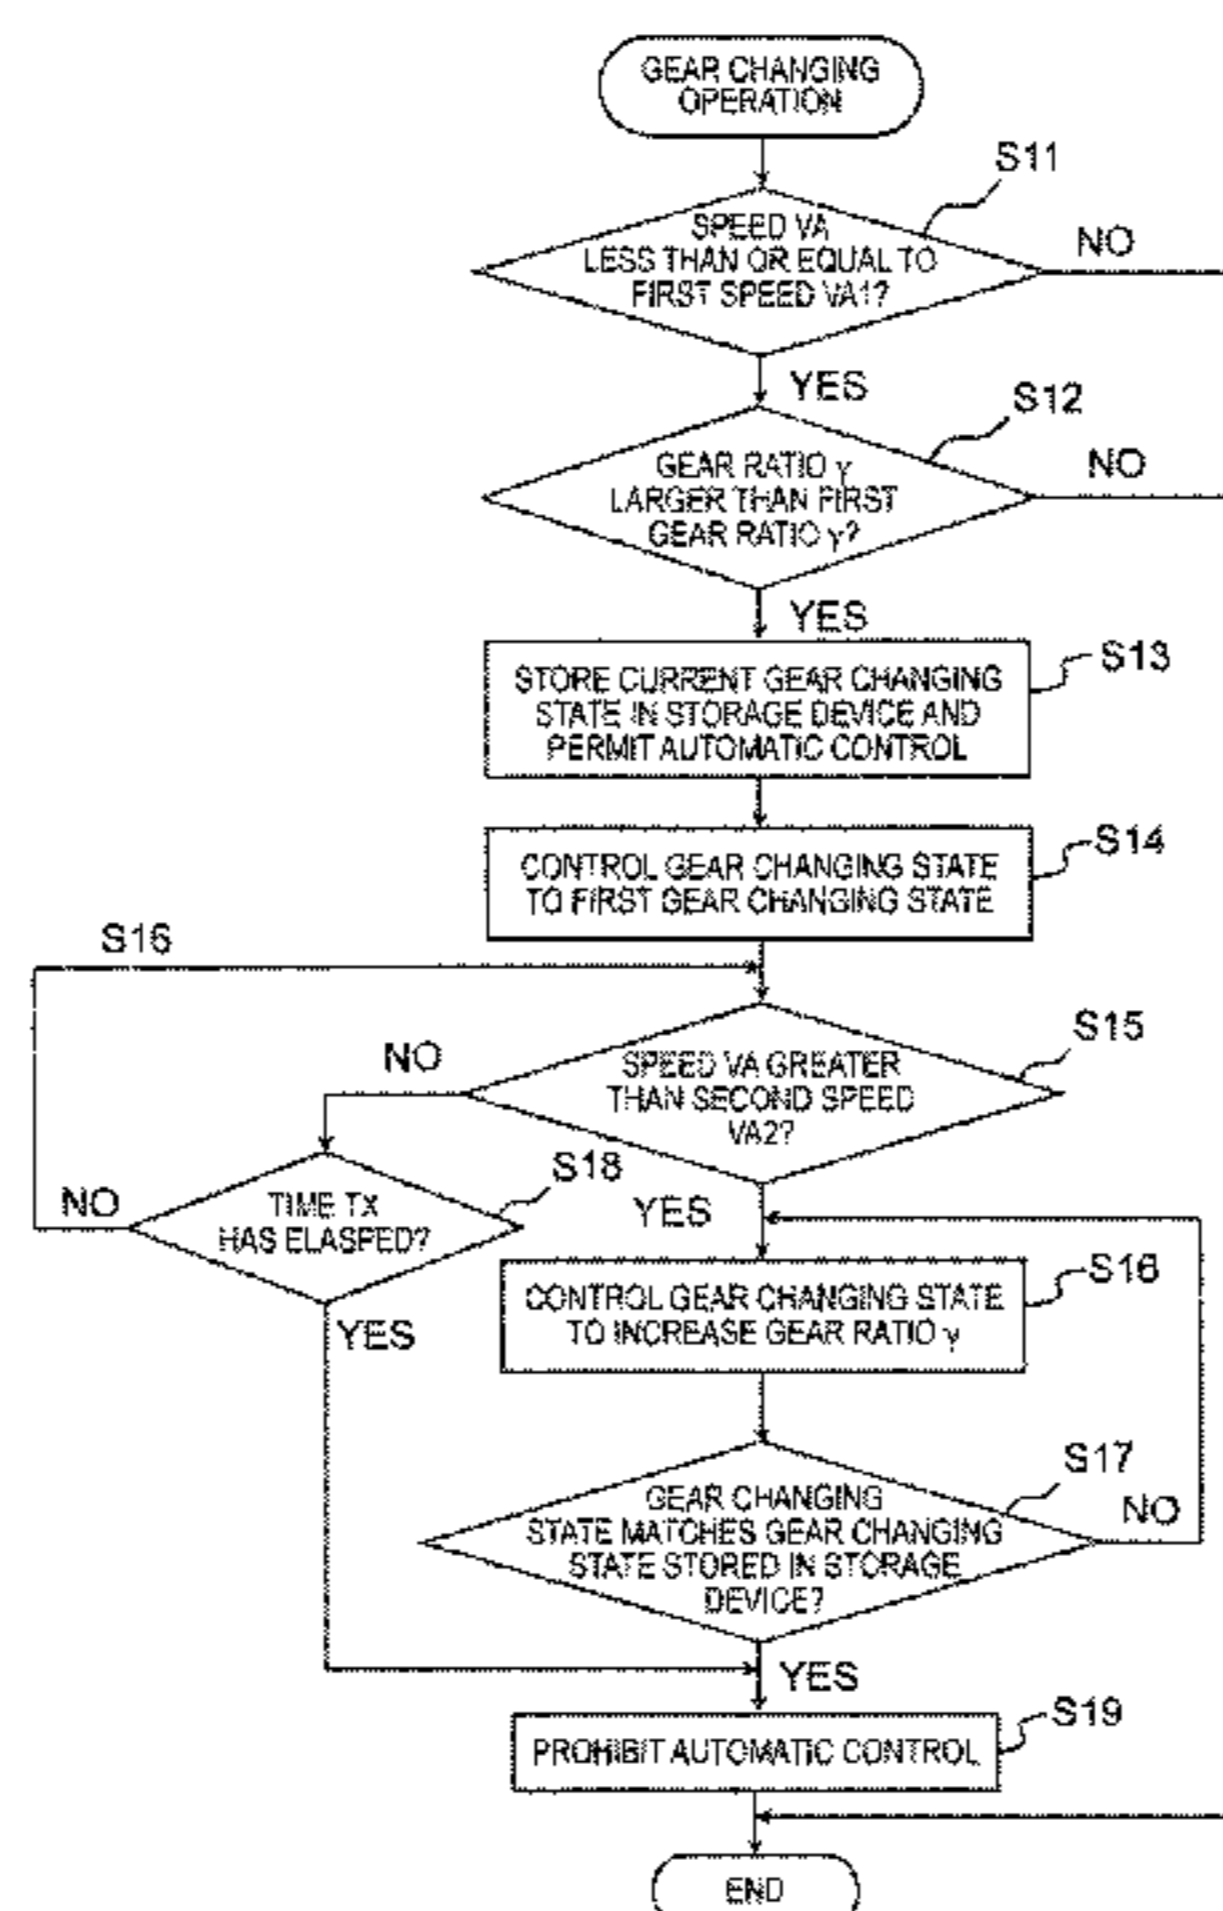 GEAR CHANGING
OPERATION
S11
SPEED VA
LESS THAN OR EQUAL TO
FIRST SPEED VA1?
NO
YES
S12
GEAR RATIO γ
LARGER THAN FIRST
GEAR RATIO γ?
NO
YES
S13
STORE CURRENT GEAR CHANGING
STATE IN STORAGE DEVICE AND
PERMIT AUTOMATIC CONTROL
S14
CONTROL GEAR CHANGING STATE
TO FIRST GEAR CHANGING STATE
S16
S15
NO
SPEED VA GREATER
THAN SECOND SPEED
VA2?
S18
NO
TIME TX
HAS ELASPED?
YES
YES
S16
CONTROL GEAR CHANGING STATE
TO INCREASE GEAR RATIO γ
S17
GEAR CHANGING
STATE MATCHES GEAR CHANGING
STATE STORED IN STORAGE
DEVICE?
NO
YES
S19
PROHIBIT AUTOMATIC CONTROL
END